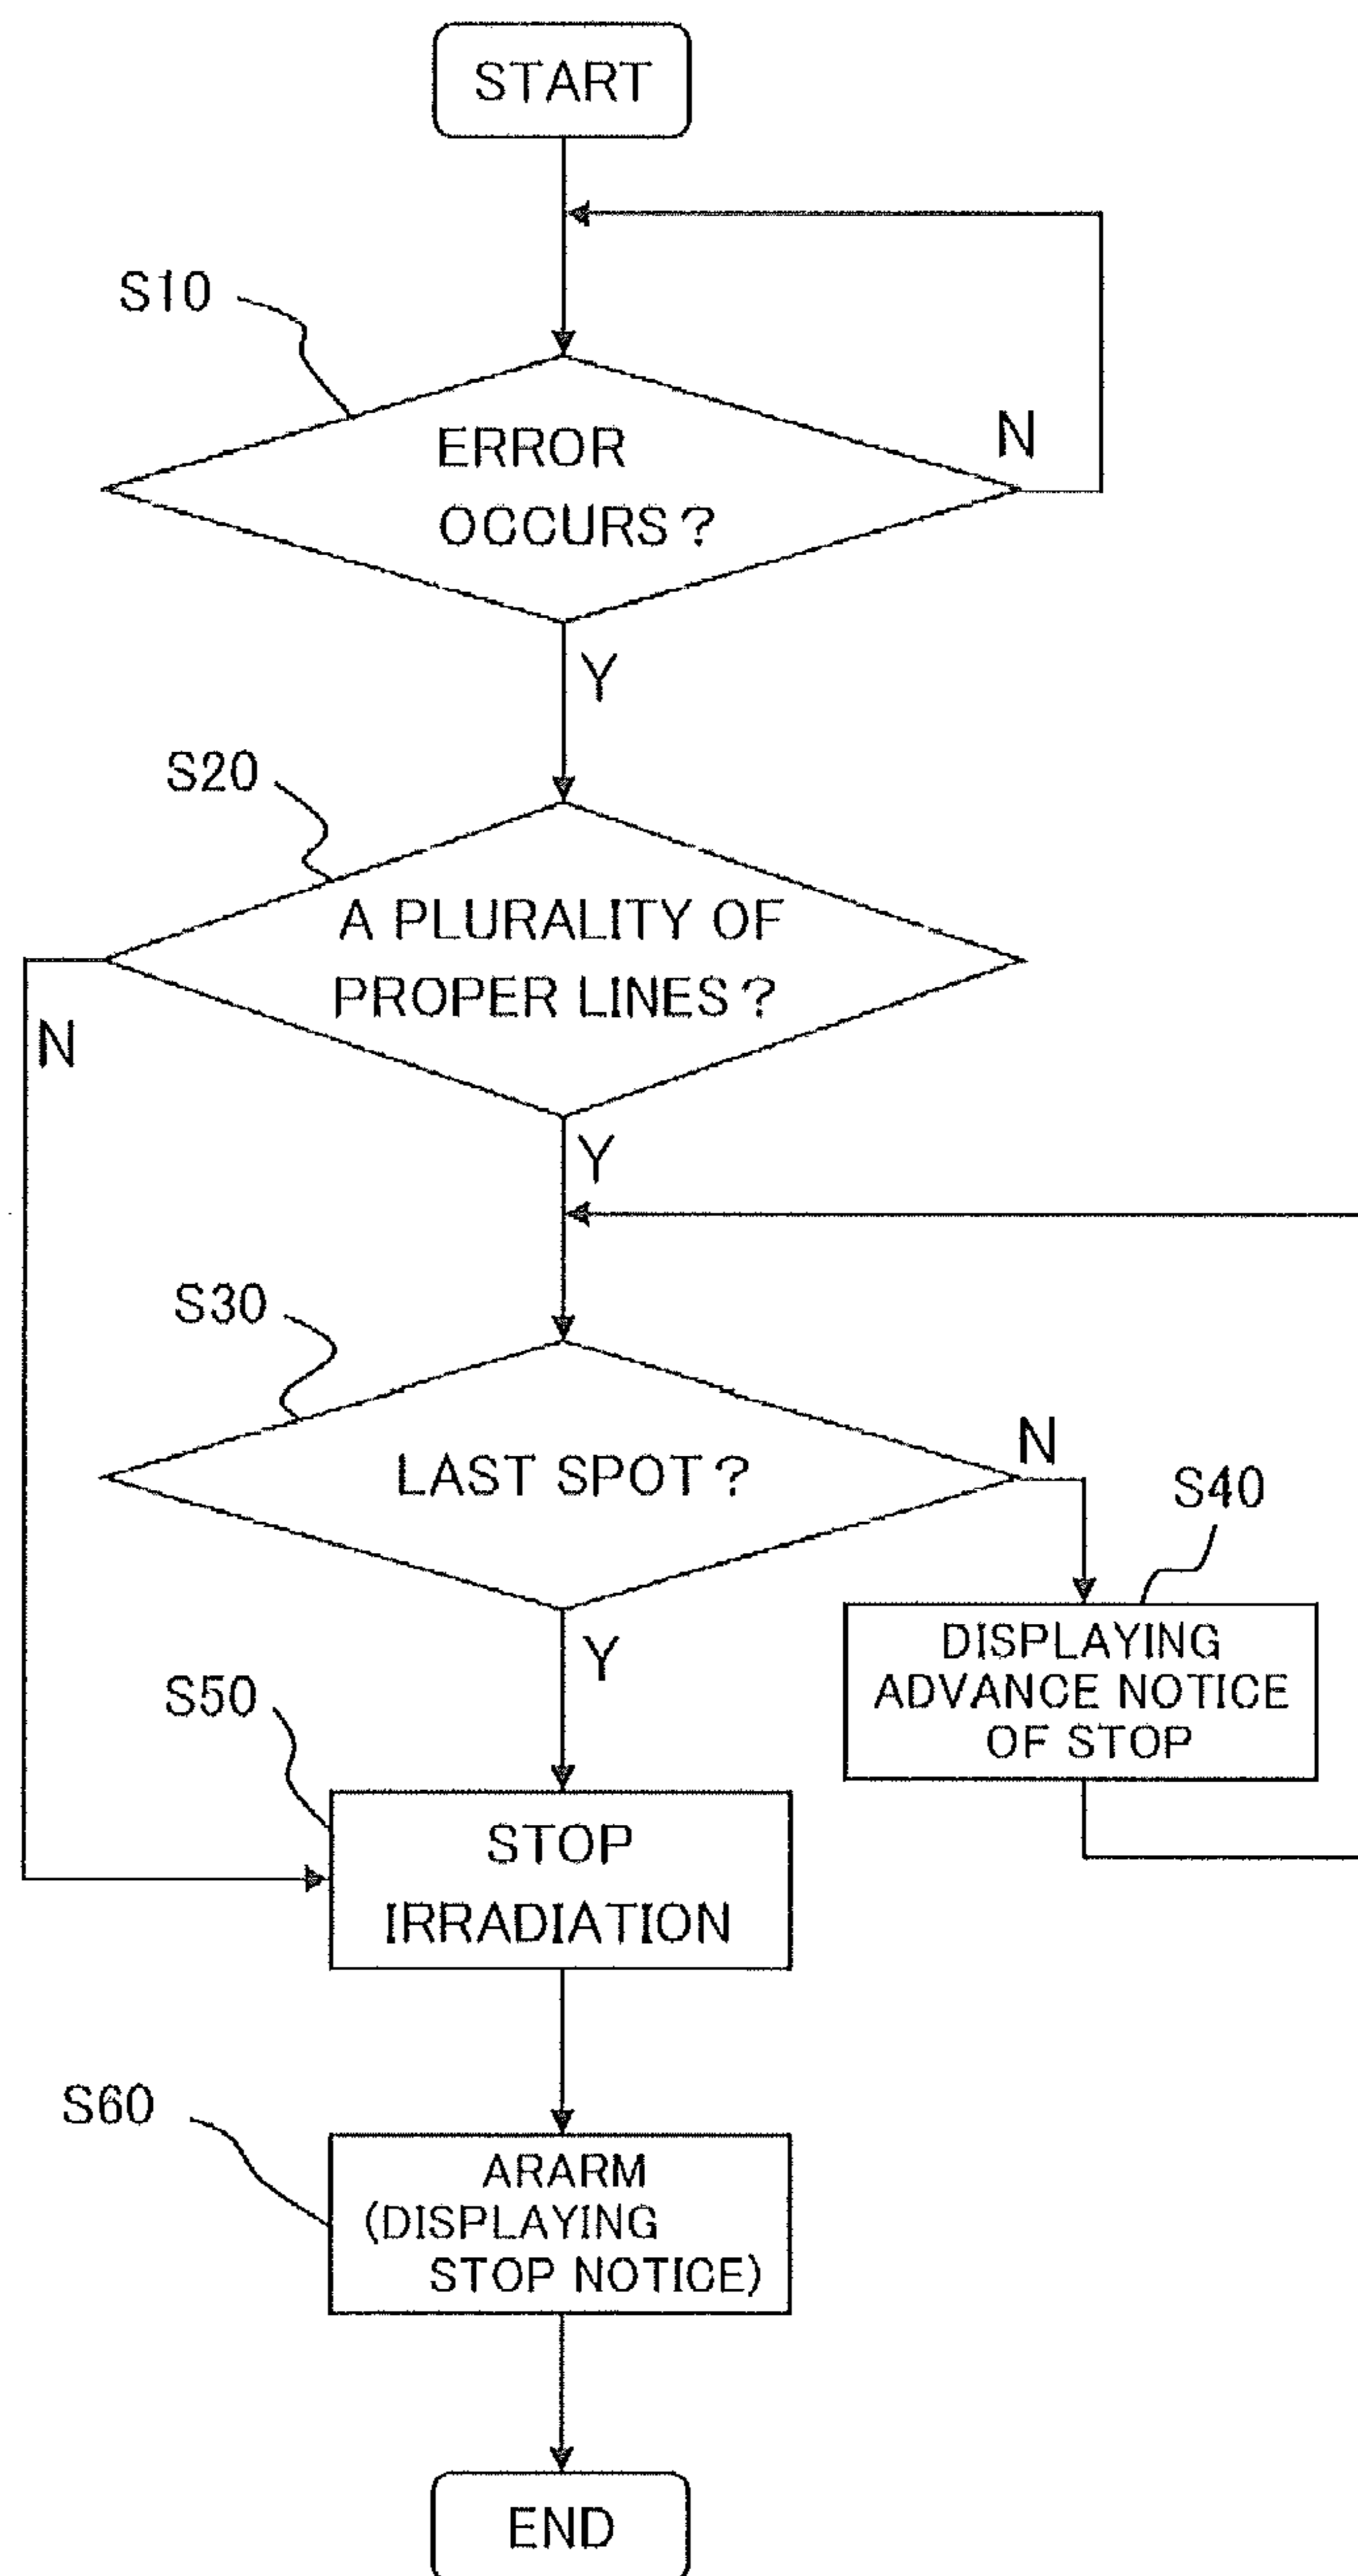 START
S10
ERROR
OCCURS?
N
Y
S20
A PLURALITY OF
PROPER LINES?
N
Y
S30
LAST SPOT?
N
S40
DISPLAYING
ADVANCE NOTICE
OF STOP
Y
S50
STOP
IRRADIATION
S60
ARARM
(DISPLAYING
STOP NOTICE)
END